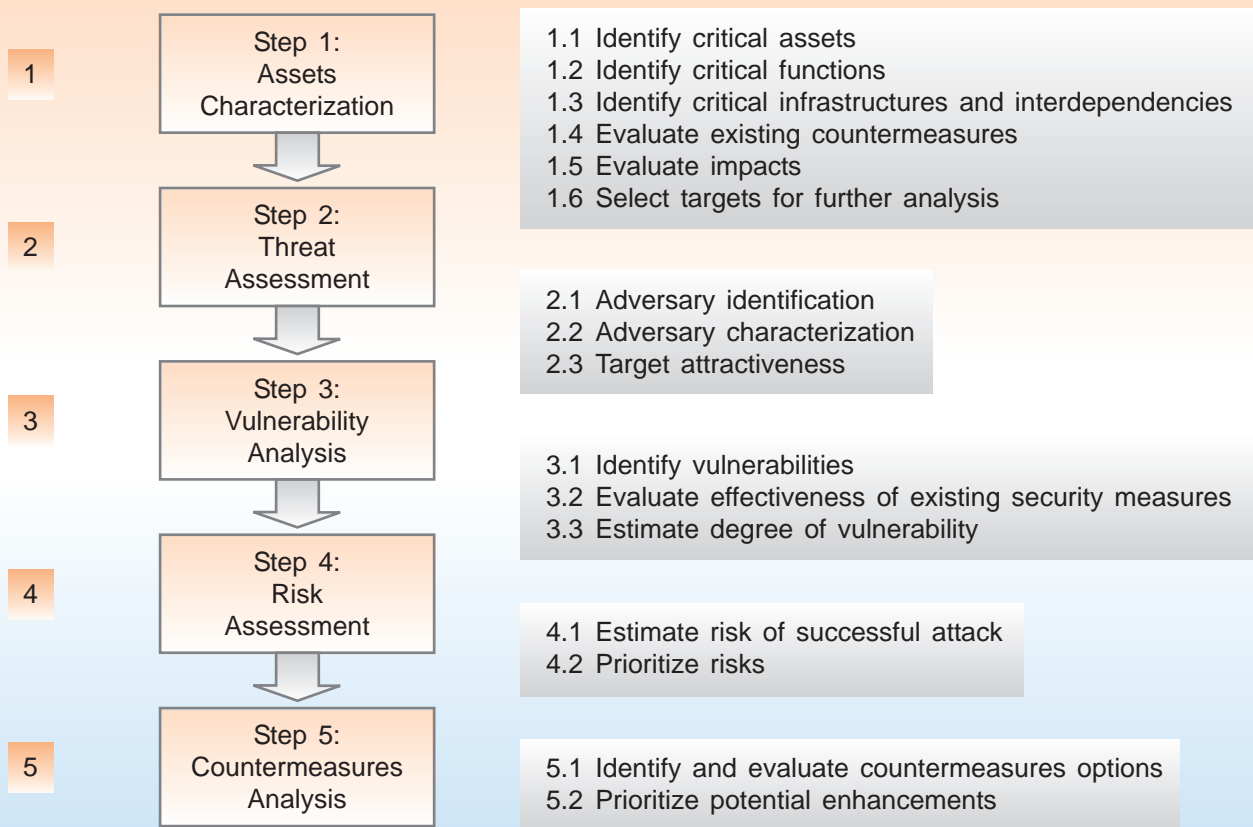 1
Step 1:
Assets
Characterization
1.1 Identify critical assets
1.2 Identify critical functions
1.3 Identify critical infrastructures and interdependencies
1.4 Evaluate existing countermeasures
1.5 Evaluate impacts
1.6 Select targets for further analysis
2
Step 2:
Threat
Assessment
2.1 Adversary identification
2.2 Adversary characterization
2.3 Target attractiveness
3
Step 3:
Vulnerability
Analysis
3.1 Identify vulnerabilities
3.2 Evaluate effectiveness of existing security measures
3.3 Estimate degree of vulnerability
4
Step 4:
Risk
Assessment
4.1 Estimate risk of successful attack
4.2 Prioritize risks
5
Step 5:
Countermeasures
Analysis
5.1 Identify and evaluate countermeasures options
5.2 Prioritize potential enhancements